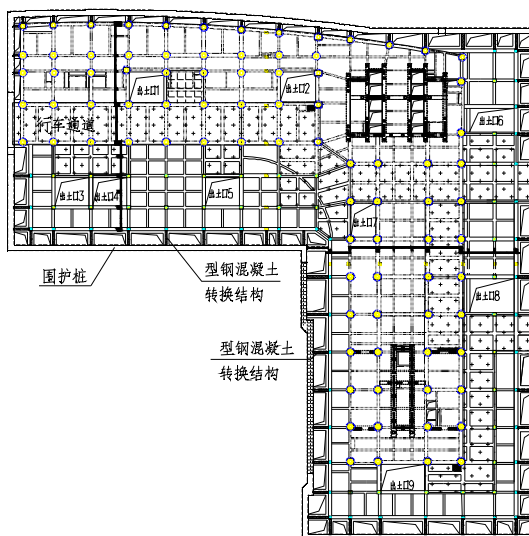 出土口1
出土口2
出土口6
行车通道
出土口3
出土口4
出土口5
出土口7
围护桩
型钢混凝土
转换结构
出土口8
型钢混凝土
转换结构
出土口9